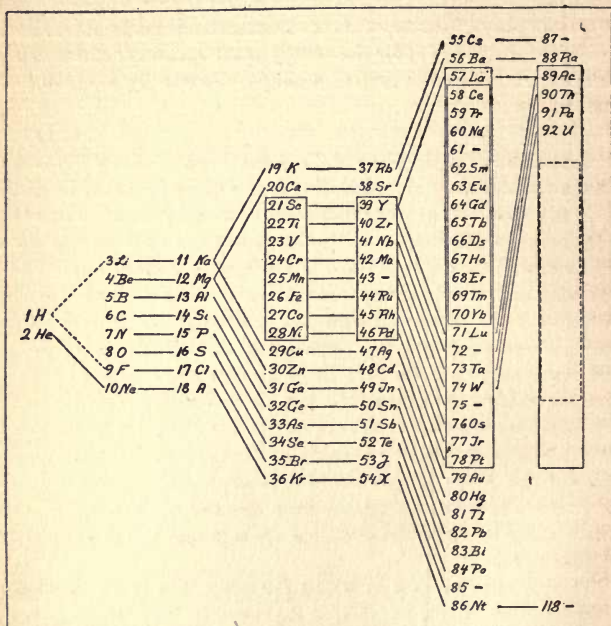 1 H
2 He
3 Li
4 Be
5 B
6 C
7 N
8 O
9 F
10 Ne
11 Na
12 Mg
13 Al
14 Si
15 P
16 S
17 Cl
18 A
19 K
20 Ca
21 Sc
22 Ti
23 V
24 Cr
25 Mn
26 Fe
27 Co
28 Ni
29 Cu
30 Zn
31 Ga
32 Ge
33 As
34 Se
35 Br
36 Kr
37 Rb
38 Sr
39 Y
40 Zr
41 Nb
42 Mo
43 -
44 Ru
45 Rh
46 Pd
47 Ag
48 Cd
49 Jn
50 Sn
51 Sb
52 Te
53 J
54 X
55 Cs
56 Ba
57 La
58 Ce
59 Pr
60 Nd
61 -
62 Sm
63 Eu
64 Gd
65 Tb
66 Ds
67 Ho
68 Er
69 Tm
70 Yb
71 Lu
72 -
73 Ta
74 W
75 -
76 Os
77 Jr
78 Pt
79 Au
80 Hg
81 Tl
82 Pb
83 Bi
84 Po
85 -
86 Nt
87 -
88 Ra
89 Ac
90 Th
91 Pa
92 U
118 -